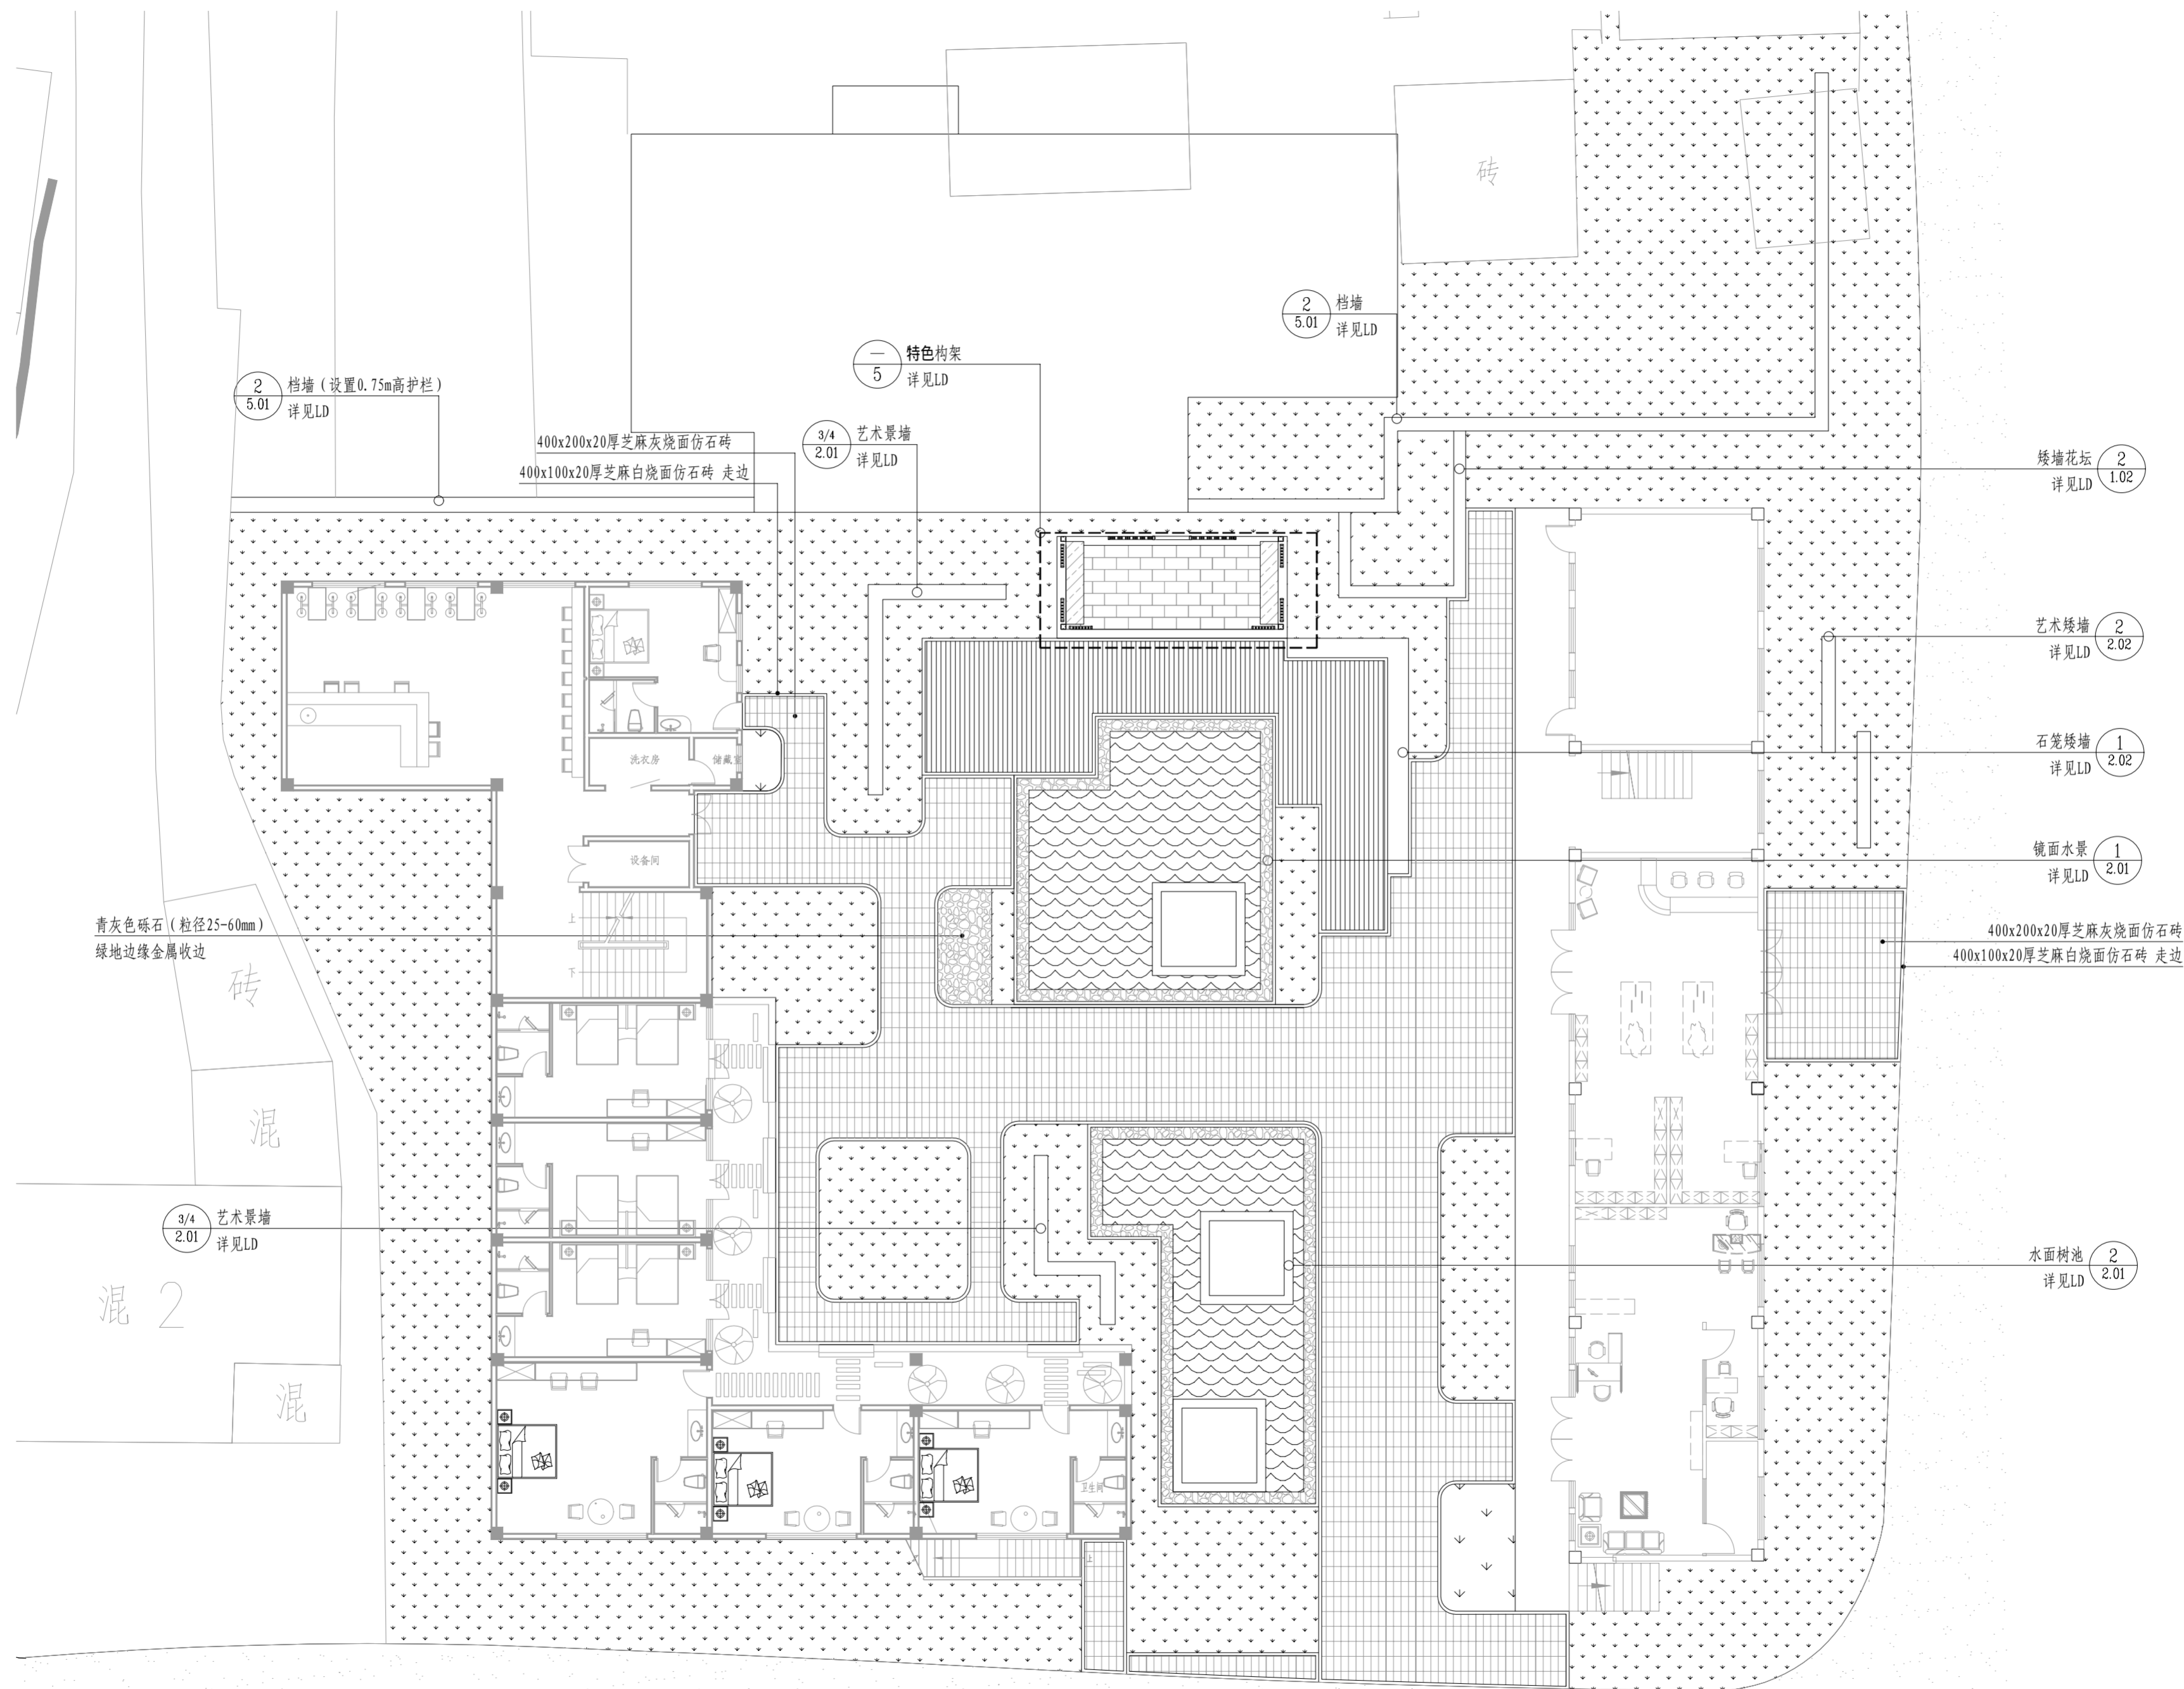 砖
2
5.01
档墙
详见LD
—
5
特色构架
详见LD
2
5.01
档墙（设置0.75m高护栏）
详见LD
400x200x20厚芝麻灰烧面仿石砖
400x100x20厚芝麻白烧面仿石砖 走边
3/4
2.01
艺术景墙
详见LD
矮墙花坛
详见LD
2
1.02
艺术矮墙
详见LD
2
2.02
石笼矮墙
详见LD
1
2.02
洗衣房
储藏室
镜面水景
详见LD
1
2.01
设备间
上
下
青灰色砾石（粒径25-60mm）
绿地边缘金属收边
400x200x20厚芝麻灰烧面仿石砖
400x100x20厚芝麻白烧面仿石砖 走边
砖
混
3/4
2.01
艺术景墙
详见LD
水面树池
详见LD
2
2.01
混 2
混
卫生间
上